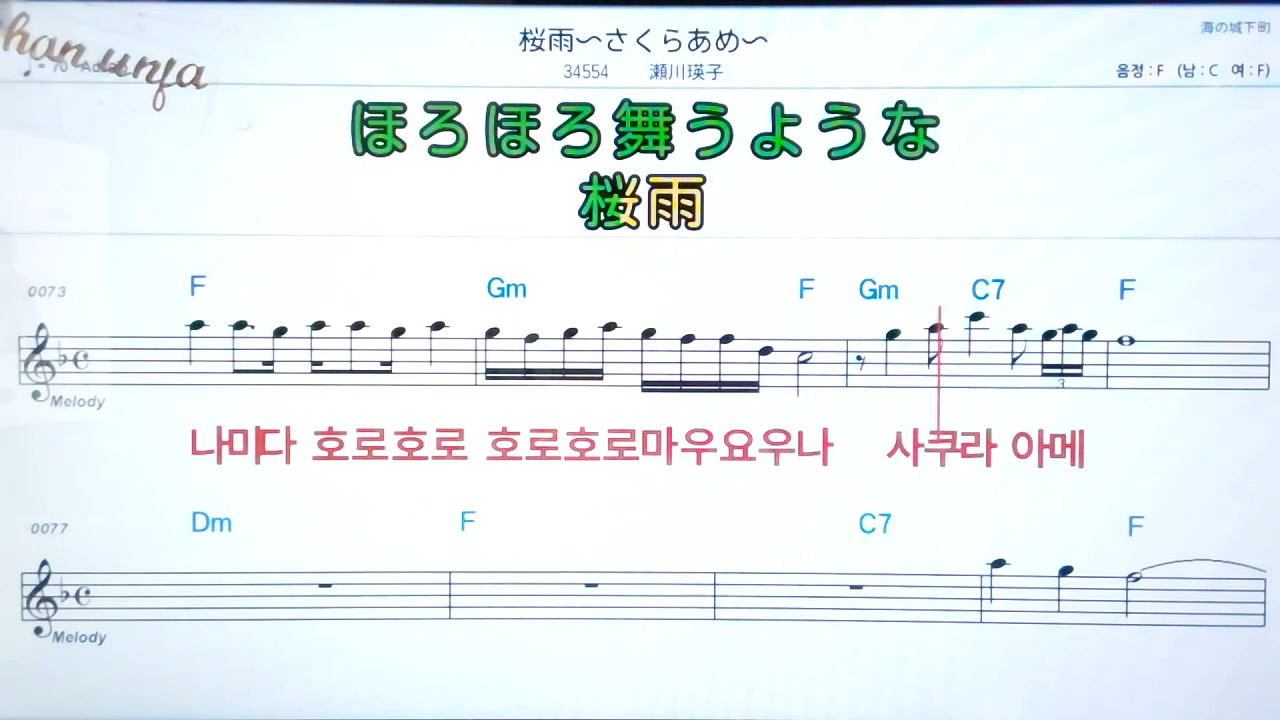 桜雨〜さくらあめ〜
海の城下町
34554 瀬川瑛子
음정 : F (남 : C 여 : F)
ほろほろ舞うような
桜雨
0073
F Gm F Gm C7 F
3
Melody
나미다 호로호로 호로호로마우요우나 사쿠라 아메
0077
Dm F C7 F
Melody